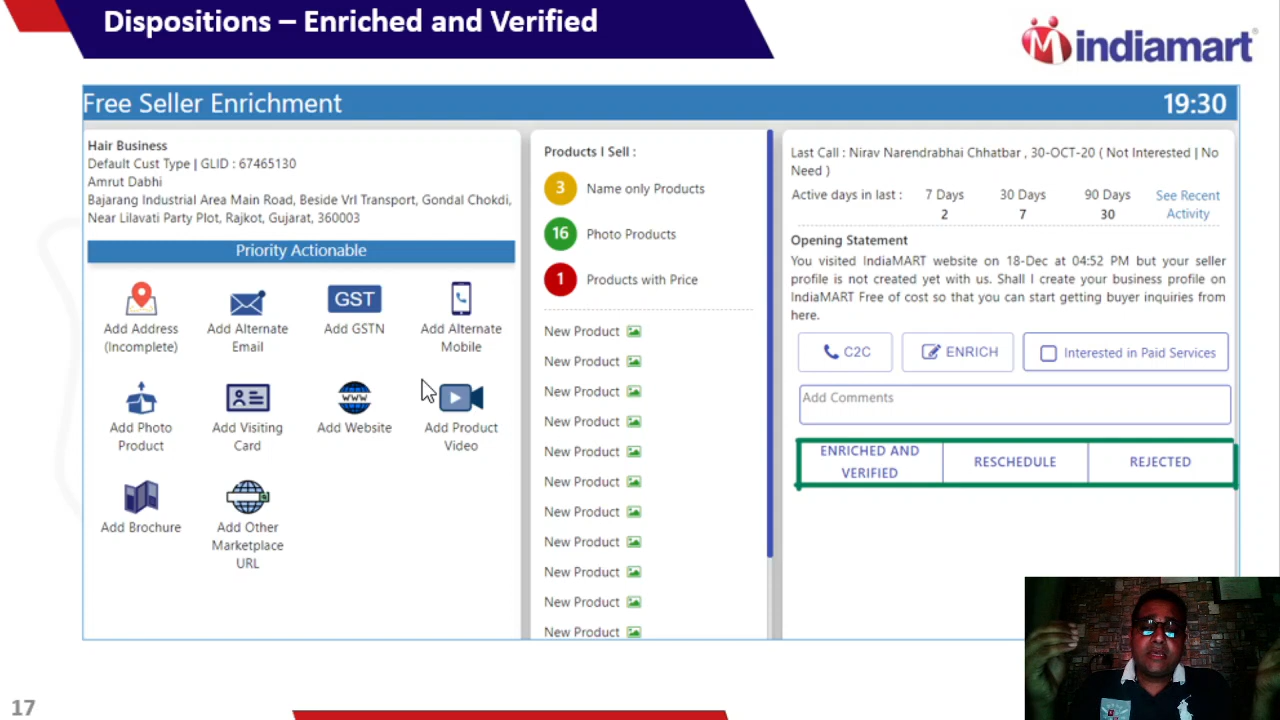 Dispositions – Enriched and Verified
indiamart
Free Seller Enrichment
19:30
Hair Business
Default Cust Type | GLID : 67465130
Amrut Dabhi
Bajarang Industrial Area Main Road, Beside Vrl Transport, Gondal Chokdi,
Near Lilavati Party Plot, Rajkot, Gujarat, 360003
Priority Actionable
Add Address
(Incomplete)
Add Alternate
Email
GST
Add GSTN
Add Alternate
Mobile
Add Photo
Product
Add Visiting
Card
WWW
Add Website
Add Product
Video
Add Brochure
Add Other
Marketplace
URL
Products I Sell :
3 Name only Products
16 Photo Products
1 Products with Price
New Product
New Product
New Product
New Product
New Product
New Product
New Product
New Product
New Product
New Product
New Product
Last Call : Nirav Narendrabhai Chhatbar , 30-OCT-20 ( Not Interested | No
Need )
Active days in last : 7 Days 30 Days 90 Days See Recent
2 7 30 Activity
Opening Statement
You visited IndiaMART website on 18-Dec at 04:52 PM but your seller
profile is not created yet with us. Shall I create your business profile on
IndiaMART Free of cost so that you can start getting buyer inquiries from
here.
C2C
ENRICH
Interested in Paid Services
Add Comments
ENRICHED AND
VERIFIED
RESCHEDULE
REJECTED
17